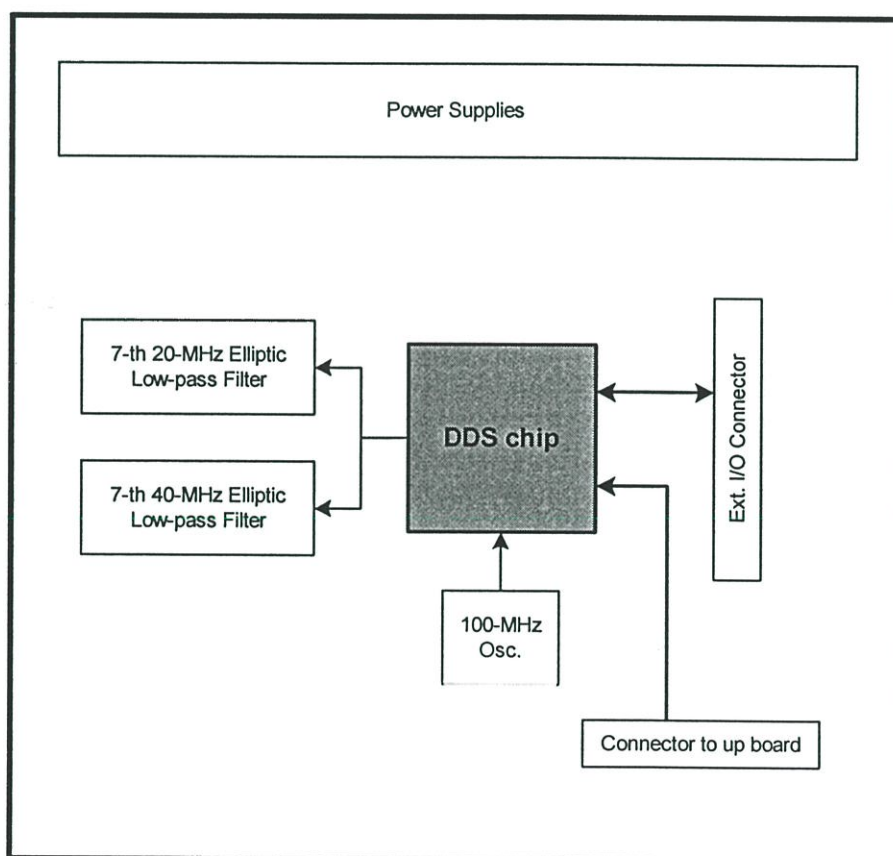 Power Supplies
7-th 20-MHz Elliptic
Low-pass Filter
DDS chip
Ext. I/O Connector
7-th 40-MHz Elliptic
Low-pass Filter
100-MHz
Osc.
Connector to up board